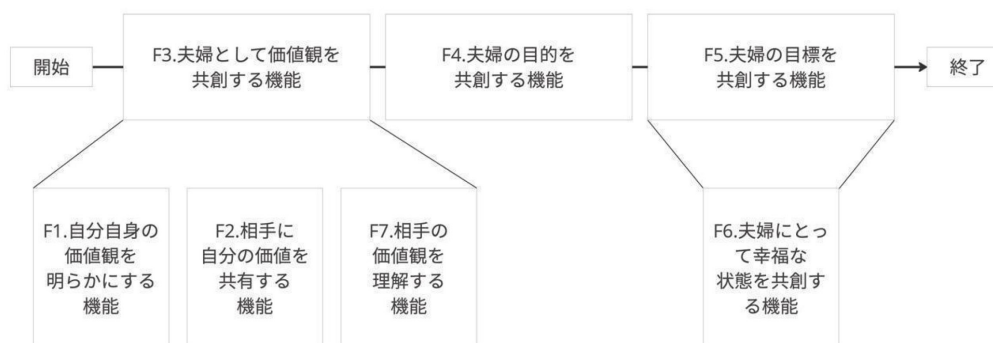 開始
F3.夫婦として価値観を
共創する機能
F4.夫婦の目的を
共創する機能
F5.夫婦の目標を
共創する機能
終了
F1.自分自身の
価値観を
明らかにする
機能
F2.相手に
自分の価値を
共有する
機能
F7.相手の
価値観を
理解する
機能
F6.夫婦にとっ
て幸福な
状態を共創す
る機能